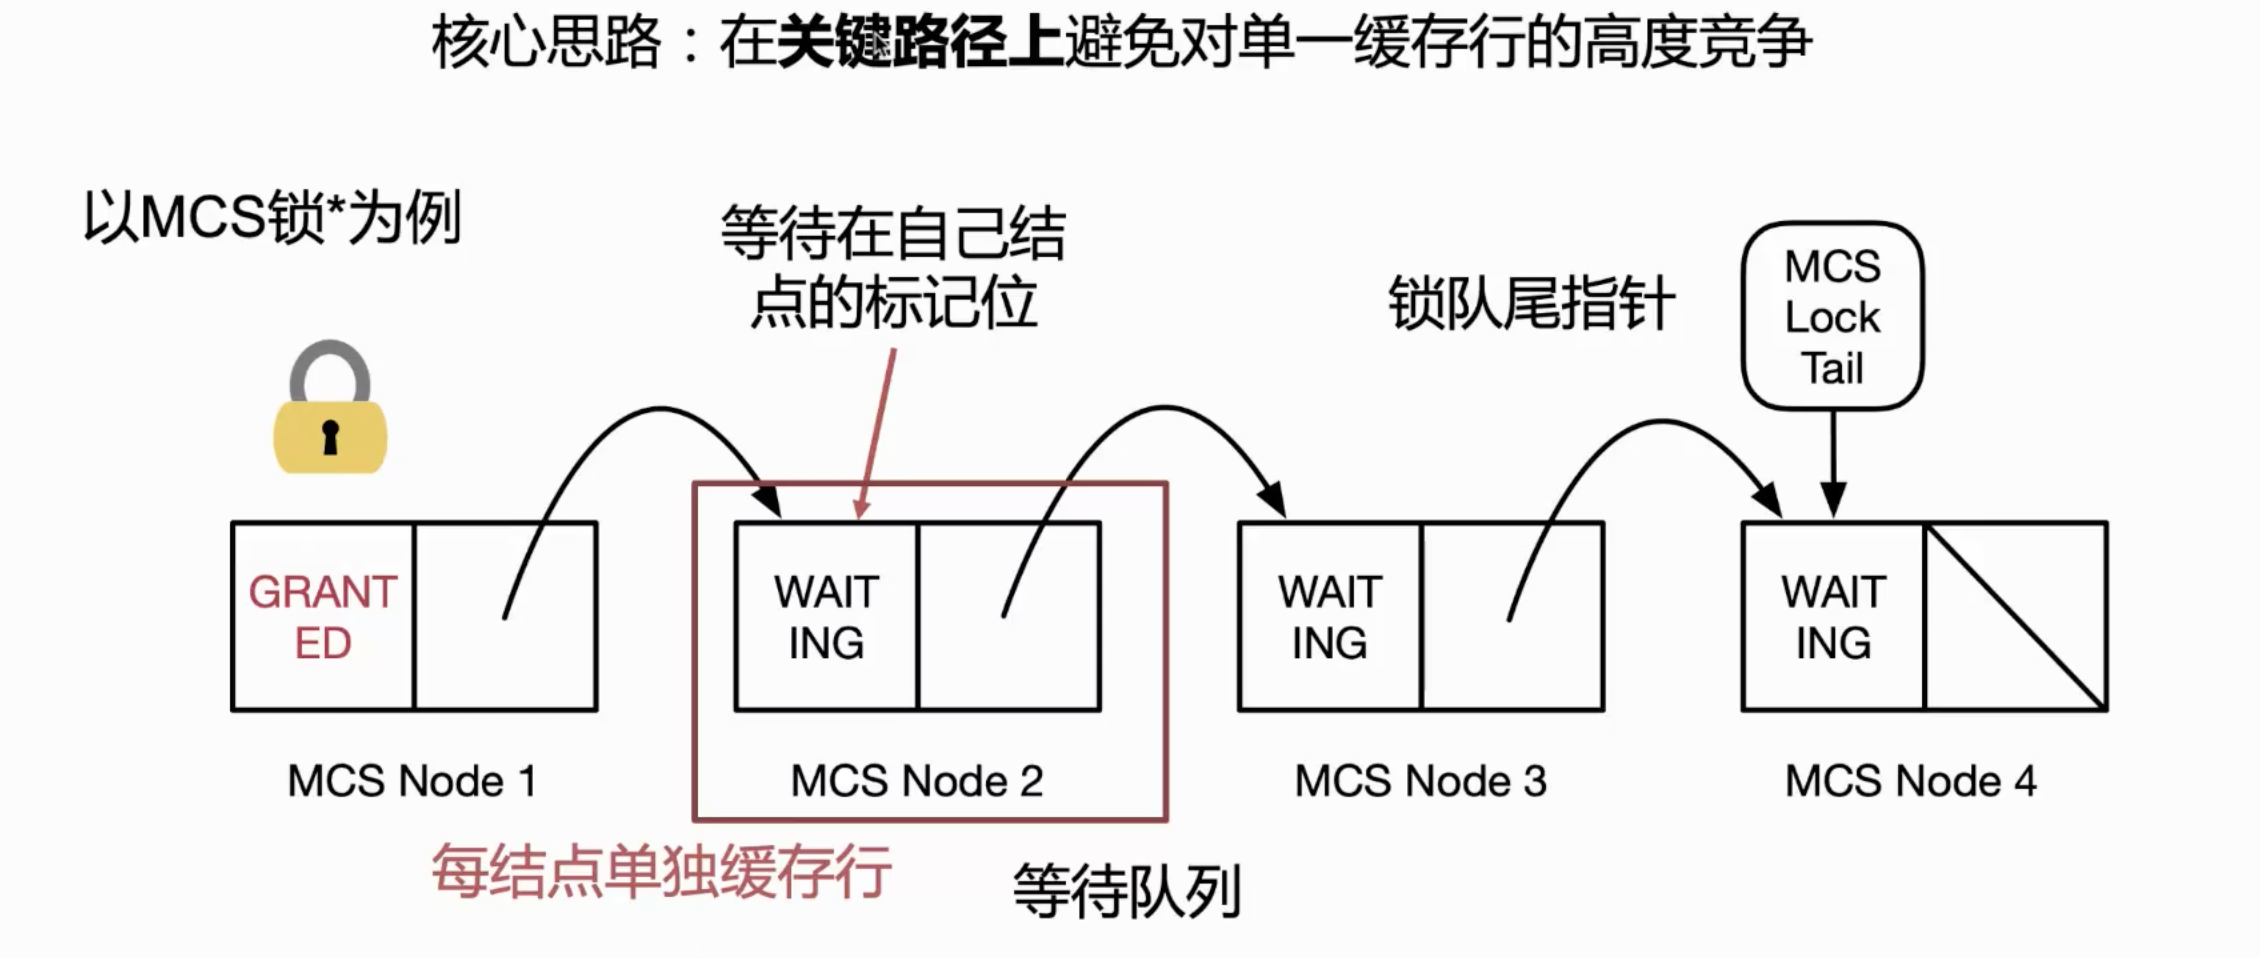 核心思路：在关键路径上避免对单一缓存行的高度竞争
以MCS锁*为例
等待在自己结
点的标记位
锁队尾指针
MCS
Lock
Tail
GRANT
ED
WAIT
ING
WAIT
ING
WAIT
ING
MCS Node 1
MCS Node 2
MCS Node 3
MCS Node 4
每结点单独缓存行
等待队列